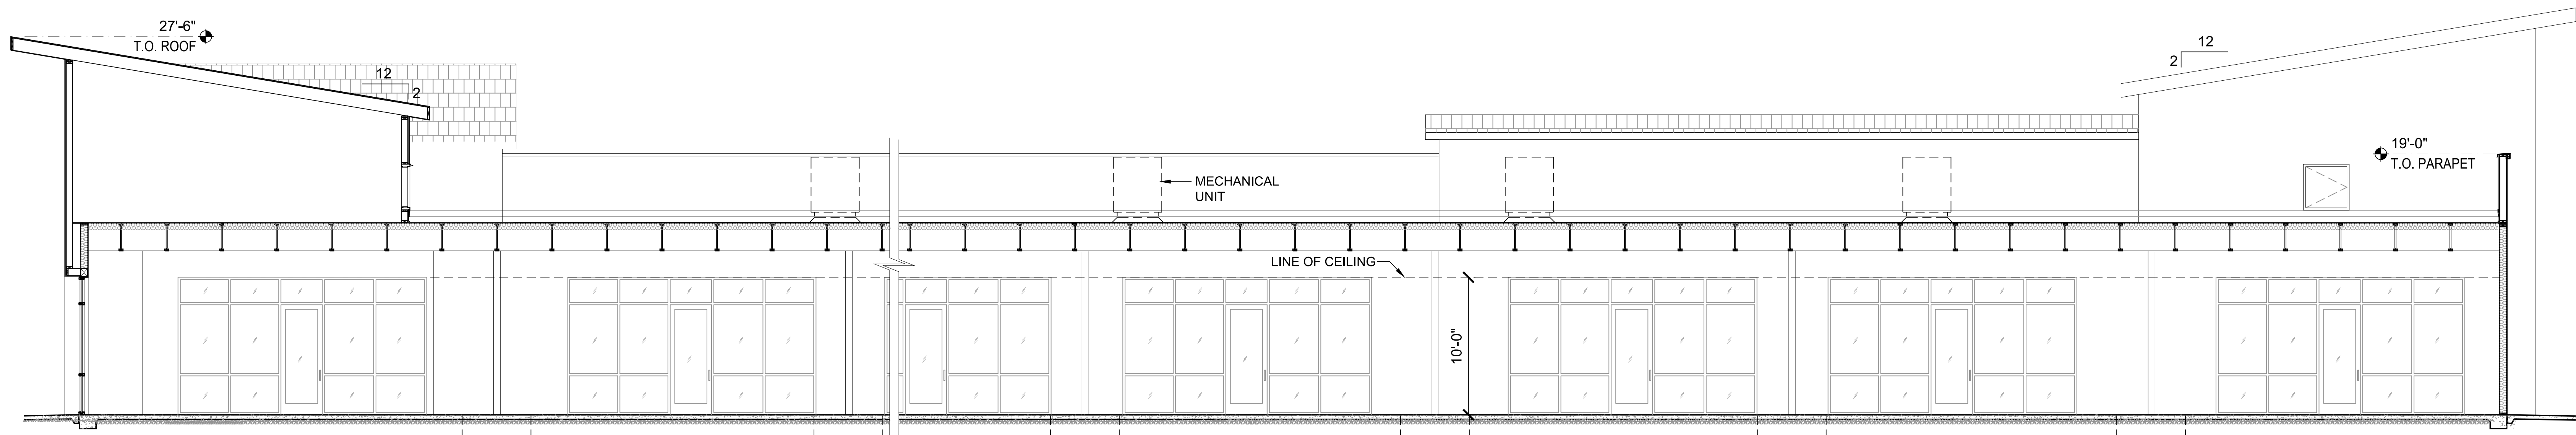 27'-6"
T.O. ROOF
12
2
MECHANICAL
UNIT
LINE OF CEILING
10'-0"
12
2
19'-0"
T.O. PARAPET